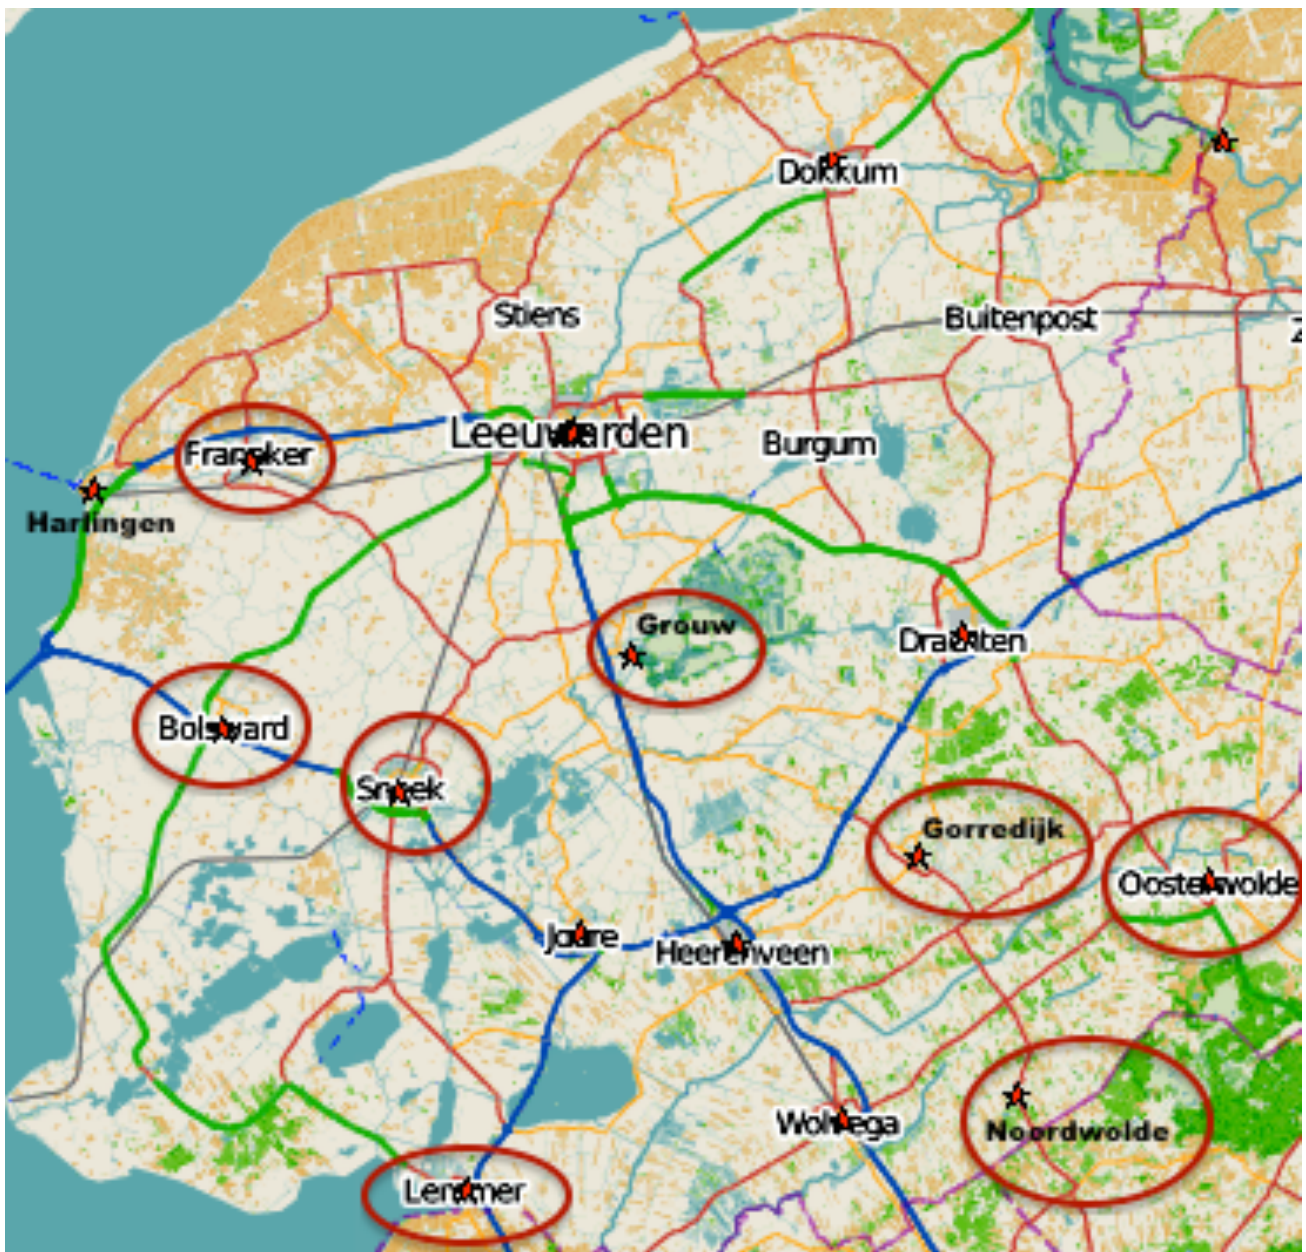 Dokkum
Stiens
Buitenpost
Z
Leeuwarden
Burgum
Franeker
Harlingen
Grouw
Drachten
Bolsward
Sneek
Gorredijk
Oosterwolde
Joure
Heerenveen
Wolvega
Noordwolde
Lemmer